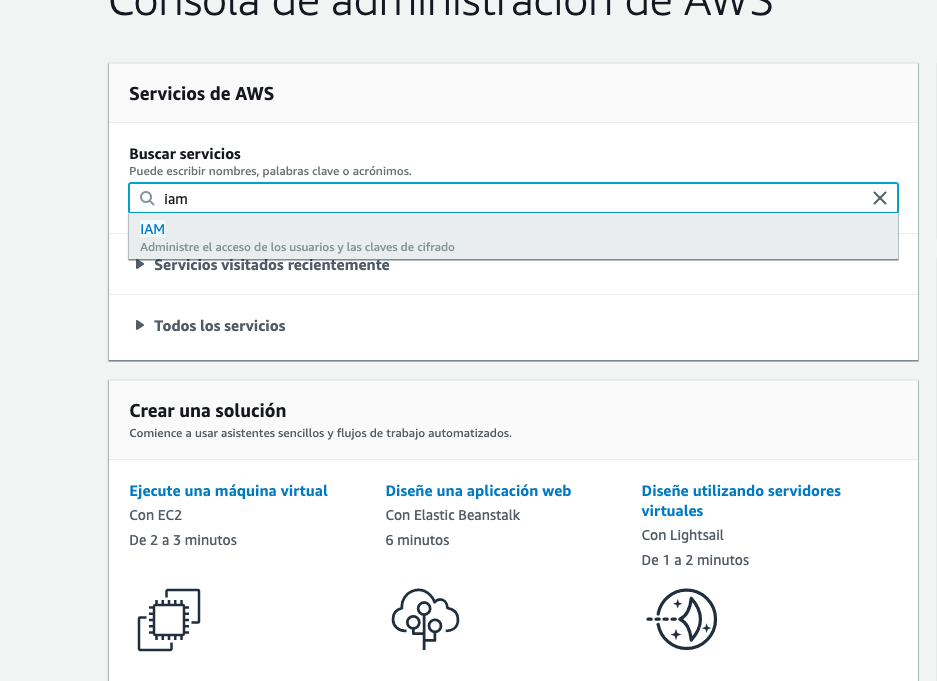 Consola de administración de AWS
Servicios de AWS
Buscar servicios
Puede escribir nombres, palabras clave o acrónimos.
iam
IAM
Administre el acceso de los usuarios y las claves de cifrado
Servicios visitados recientemente
Todos los servicios
Crear una solución
Comience a usar asistentes sencillos y flujos de trabajo automatizados.
Ejecute una máquina virtual
Con EC2
De 2 a 3 minutos
Diseñe una aplicación web
Con Elastic Beanstalk
6 minutos
Diseñe utilizando servidores
virtuales
Con Lightsail
De 1 a 2 minutos